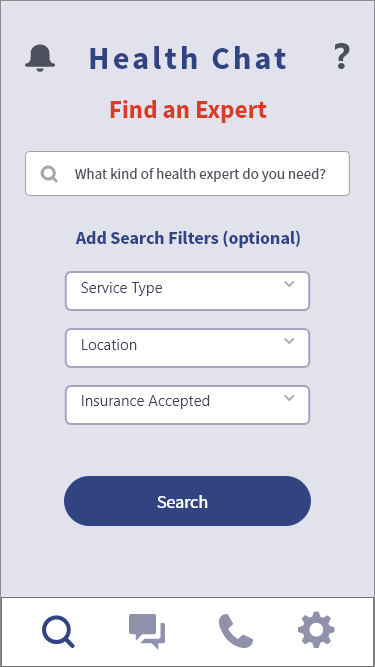 Health Chat
?
Find an Expert
What kind of health expert do you need?
Add Search Filters (optional)
Service Type
Location
Insurance Accepted
Search